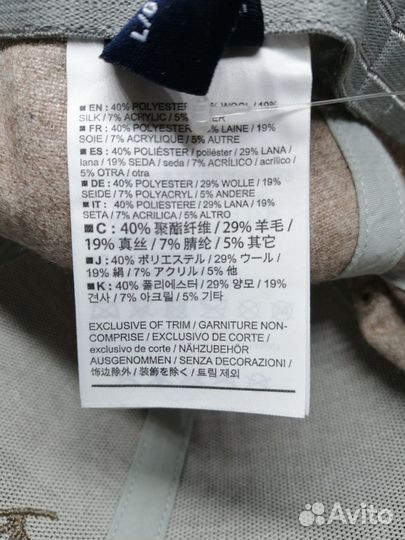 L/G
■ EN : 40% POLYESTER WOOL / 19%
SILK / 7% ACRYLIC / 5%
■ FR : 40% POLYESTER LAINE / 19%
SOIE / 7% ACRYLIQUE / 5% AUTRE
■ ES : 40% POLIÉSTER / poliéster / 29% LANA /
lana / 19% SEDA / seda / 7% ACRÍLICO / acrílico /
5% OTRA / otra
■ DE : 40% POLYESTER / 29% WOLLE / 19%
SEIDE / 7% POLYACRYL / 5% ANDERE
■ IT : 40% POLIESTERE / 29% LANA / 19%
SETA / 7% ACRILICA / 5% ALTRO
■ C : 40% 聚酯纤维 / 29% 羊毛 /
19% 真丝 / 7% 腈纶 / 5% 其它
■ J : 40% ポリエステル / 29% ウール /
19% 絹 / 7% アクリル / 5% 他
■ K : 40% 폴리에스터 / 29% 양모 / 19%
견사 / 7% 아크릴 / 5% 기타
EXCLUSIVE OF TRIM / GARNITURE NON-
COMPRISE / EXCLUSIVO DE CORTE /
exclusivo de corte / NÄHZUBEHÖR
AUSGENOMMEN / SENZA DECORAZIONI /
饰边除外 / 装飾を除く / 트림 제외
Avito